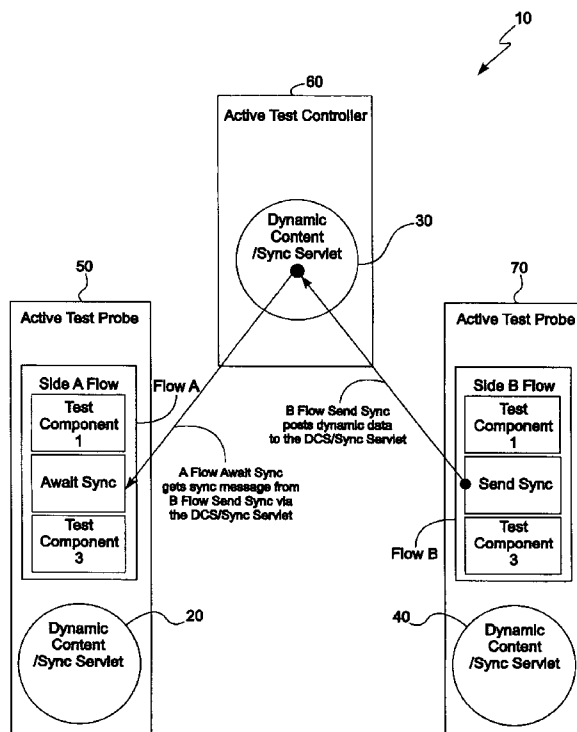 10
60
Active Test Controller
Dynamic
Content
/Sync Servlet
30
50
Active Test Probe
Side A Flow
Flow A
Test
Component
1
Await Sync
Test
Component
3
A Flow Await Sync
gets sync message from
B Flow Send Sync via
the DCS/Sync Servlet
B Flow Send Sync
posts dynamic data
to the DCS/Sync Servlet
70
Active Test Probe
Side B Flow
Test
Component
1
Send Sync
Test
Component
3
Flow B
20
Dynamic
Content
/Sync Servlet
40
Dynamic
Content
/Sync Servlet